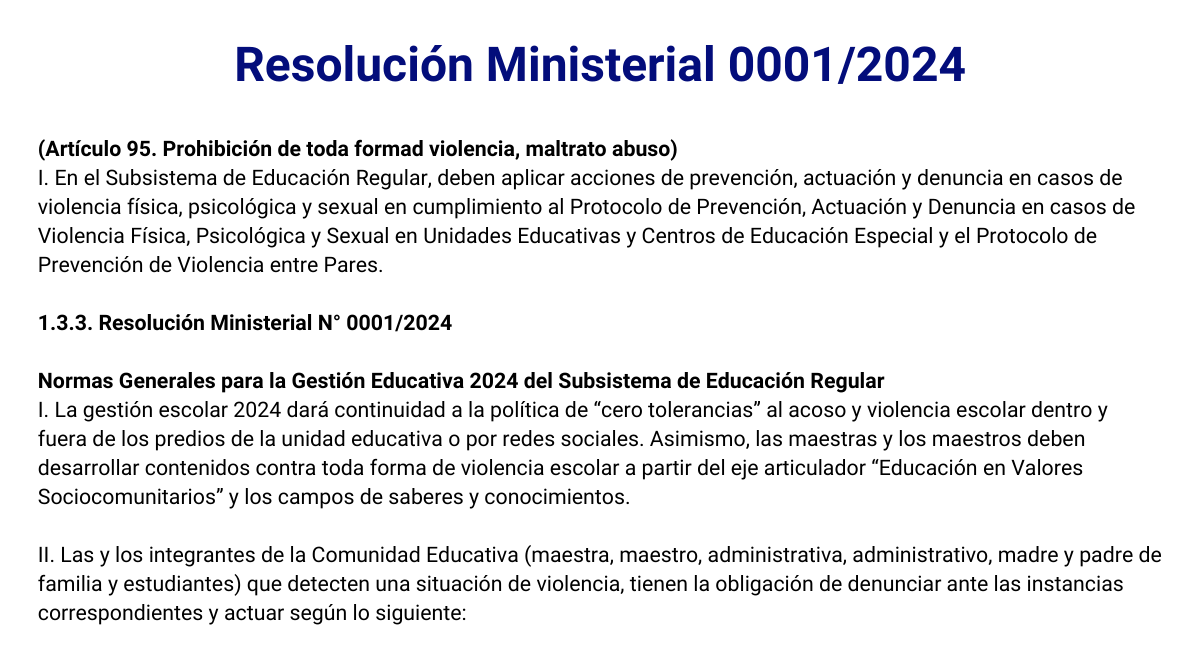 Resolución Ministerial 0001/2024
(Artículo 95. Prohibición de toda formad violencia, maltrato abuso)
I. En el Subsistema de Educación Regular, deben aplicar acciones de prevención, actuación y denuncia en casos de
violencia física, psicológica y sexual en cumplimiento al Protocolo de Prevención, Actuación y Denuncia en casos de
Violencia Física, Psicológica y Sexual en Unidades Educativas y Centros de Educación Especial y el Protocolo de
Prevención de Violencia entre Pares.
1.3.3. Resolución Ministerial N° 0001/2024
Normas Generales para la Gestión Educativa 2024 del Subsistema de Educación Regular
I. La gestión escolar 2024 dará continuidad a la política de “cero tolerancias” al acoso y violencia escolar dentro y
fuera de los predios de la unidad educativa o por redes sociales. Asimismo, las maestras y los maestros deben
desarrollar contenidos contra toda forma de violencia escolar a partir del eje articulador “Educación en Valores
Sociocomunitarios” y los campos de saberes y conocimientos.
II. Las y los integrantes de la Comunidad Educativa (maestra, maestro, administrativa, administrativo, madre y padre de
familia y estudiantes) que detecten una situación de violencia, tienen la obligación de denunciar ante las instancias
correspondientes y actuar según lo siguiente: